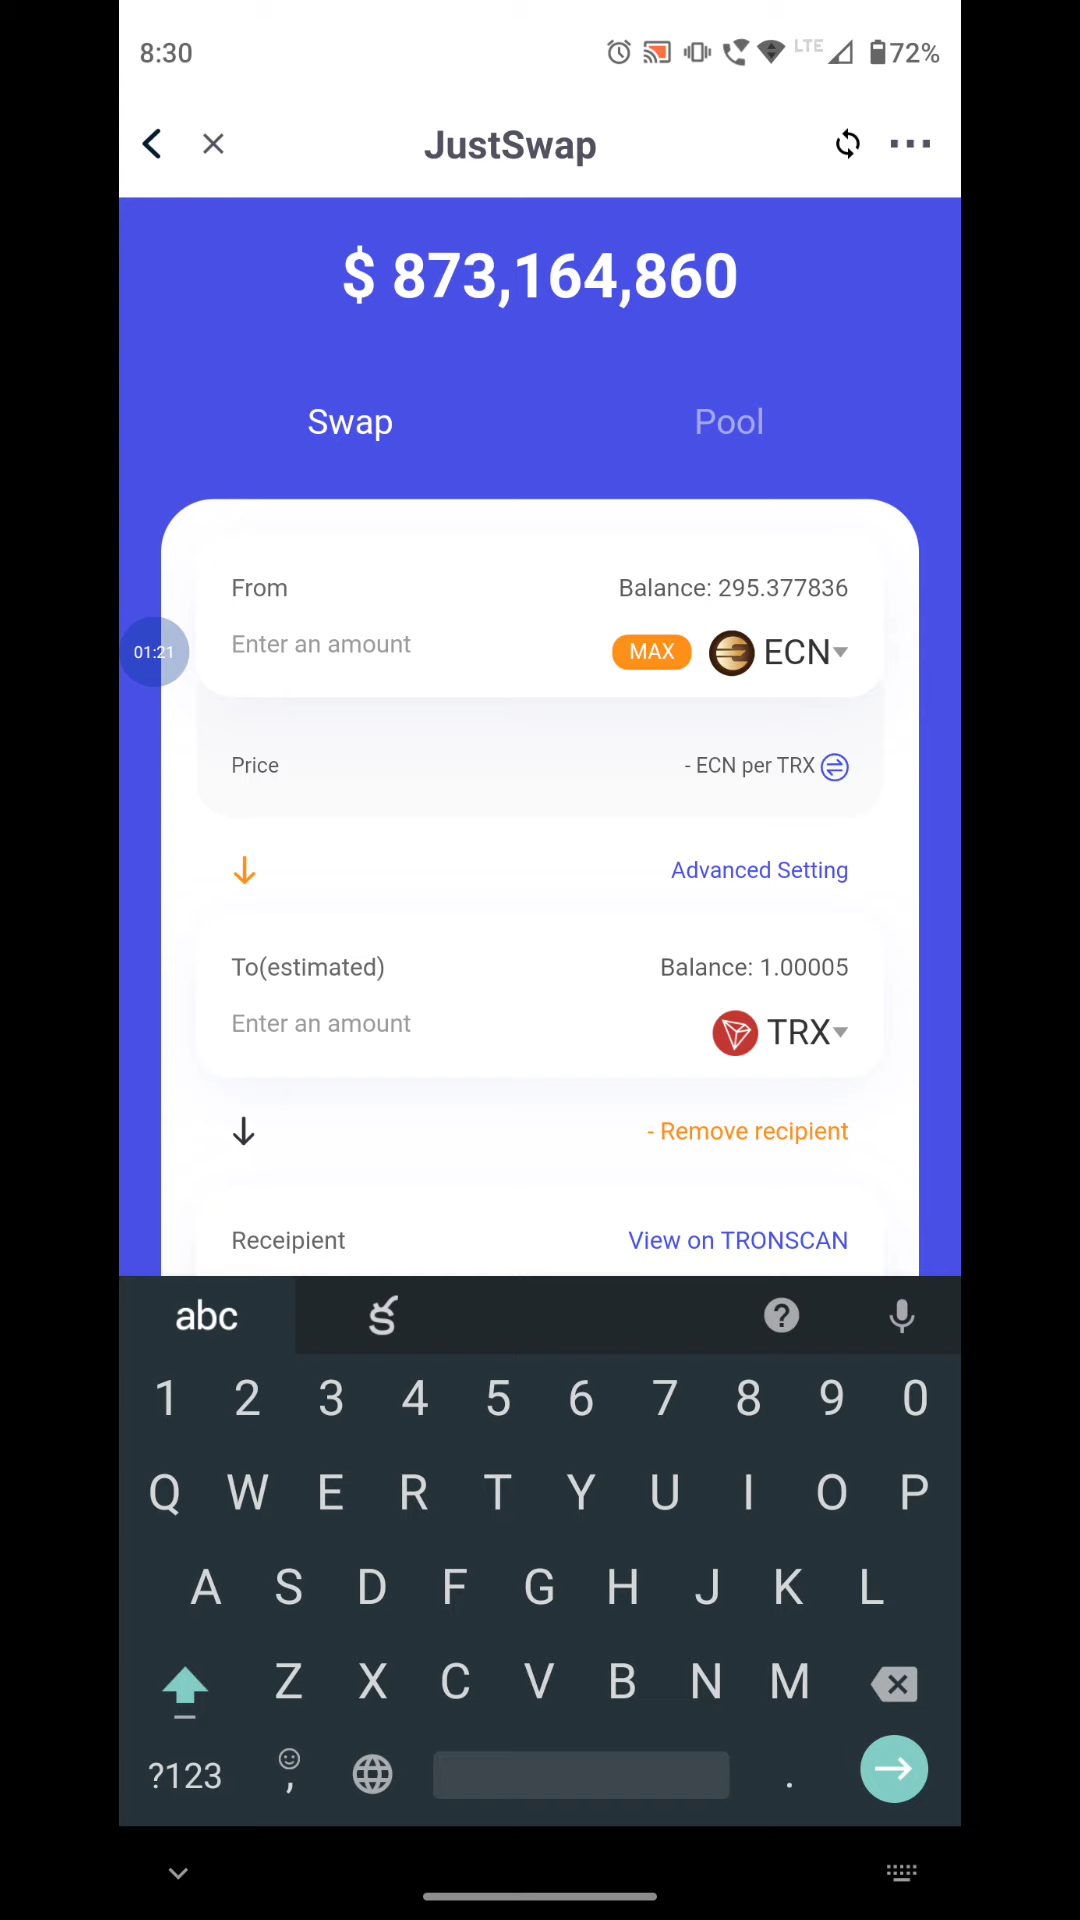 8:30 LTE 72%
JustSwap
$ 873,164,860
Swap Pool
From Balance: 295.377836
Enter an amount MAX ECN
01:21
Price - ECN per TRX
Advanced Setting
To(estimated) Balance: 1.00005
Enter an amount TRX
- Remove recipient
Receipient View on TRONSCAN
abc క ?
1 2 3 4 5 6 7 8 9 0
Q W E R T Y U I O P
A S D F G H J K L
Z X C V B N M
?123 , .